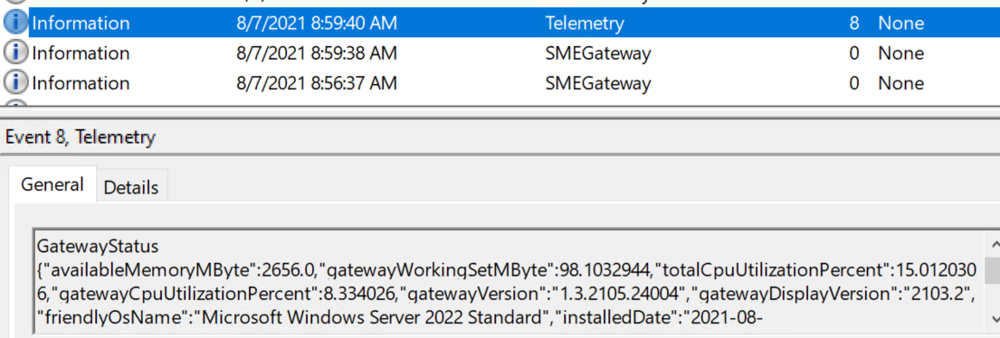 Information 8/7/2021 8:59:40 AM Telemetry 8 None
Information 8/7/2021 8:59:38 AM SMEGateway 0 None
Information 8/7/2021 8:56:37 AM SMEGateway 0 None
Event 8, Telemetry
General Details
GatewayStatus
{"availableMemoryMByte":2656.0,"gatewayWorkingSetMByte":98.1032944,"totalCpuUtilizationPercent":15.012030
6,"gatewayCpuUtilizationPercent":8.334026,"gatewayVersion":"1.3.2105.24004","gatewayDisplayVersion":"2103.2",
"friendlyOsName":"Microsoft Windows Server 2022 Standard","installedDate":"2021-08-